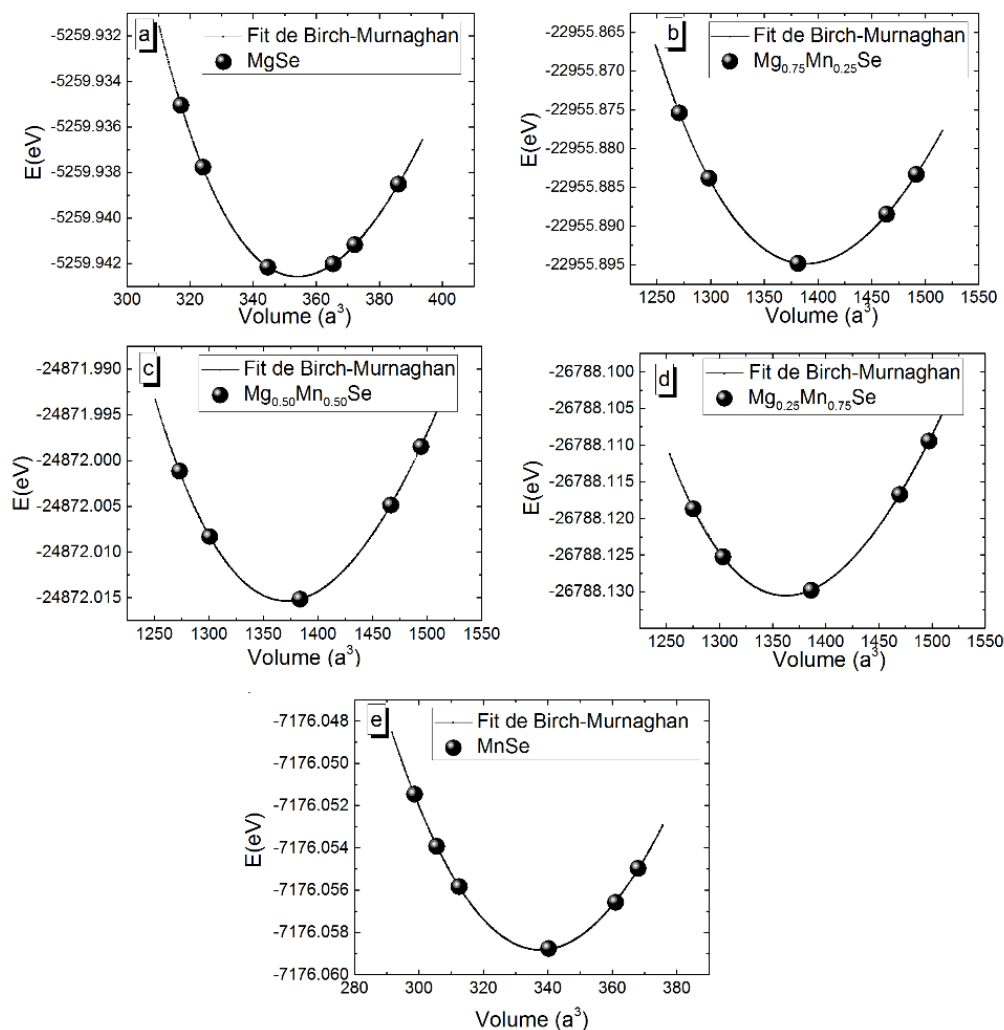 a
Fit de Birch-Murnaghan
MgSe
-5259.932
-5259.934
-5259.936
-5259.938
-5259.940
-5259.942
E(eV)
300 320 340 360 380 400
Volume (a³)
b
Fit de Birch-Murnaghan
Mg₀.₇₅Mn₀.₂₅Se
-22955.865
-22955.870
-22955.875
-22955.880
-22955.885
-22955.890
-22955.895
E(eV)
1250 1300 1350 1400 1450 1500 1550
Volume (a³)
c
Fit de Birch-Murnaghan
Mg₀.₅₀Mn₀.₅₀Se
-24871.990
-24871.995
-24872.000
-24872.005
-24872.010
-24872.015
E(eV)
1250 1300 1350 1400 1450 1500 1550
Volume (a³)
d
Fit de Birch-Murnaghan
Mg₀.₂₅Mn₀.₇₅Se
-26788.100
-26788.105
-26788.110
-26788.115
-26788.120
-26788.125
-26788.130
E(eV)
1250 1300 1350 1400 1450 1500 1550
Volume (a³)
e
Fit de Birch-Murnaghan
MnSe
-7176.048
-7176.050
-7176.052
-7176.054
-7176.056
-7176.058
-7176.060
E(eV)
280 300 320 340 360 380
Volume (a³)